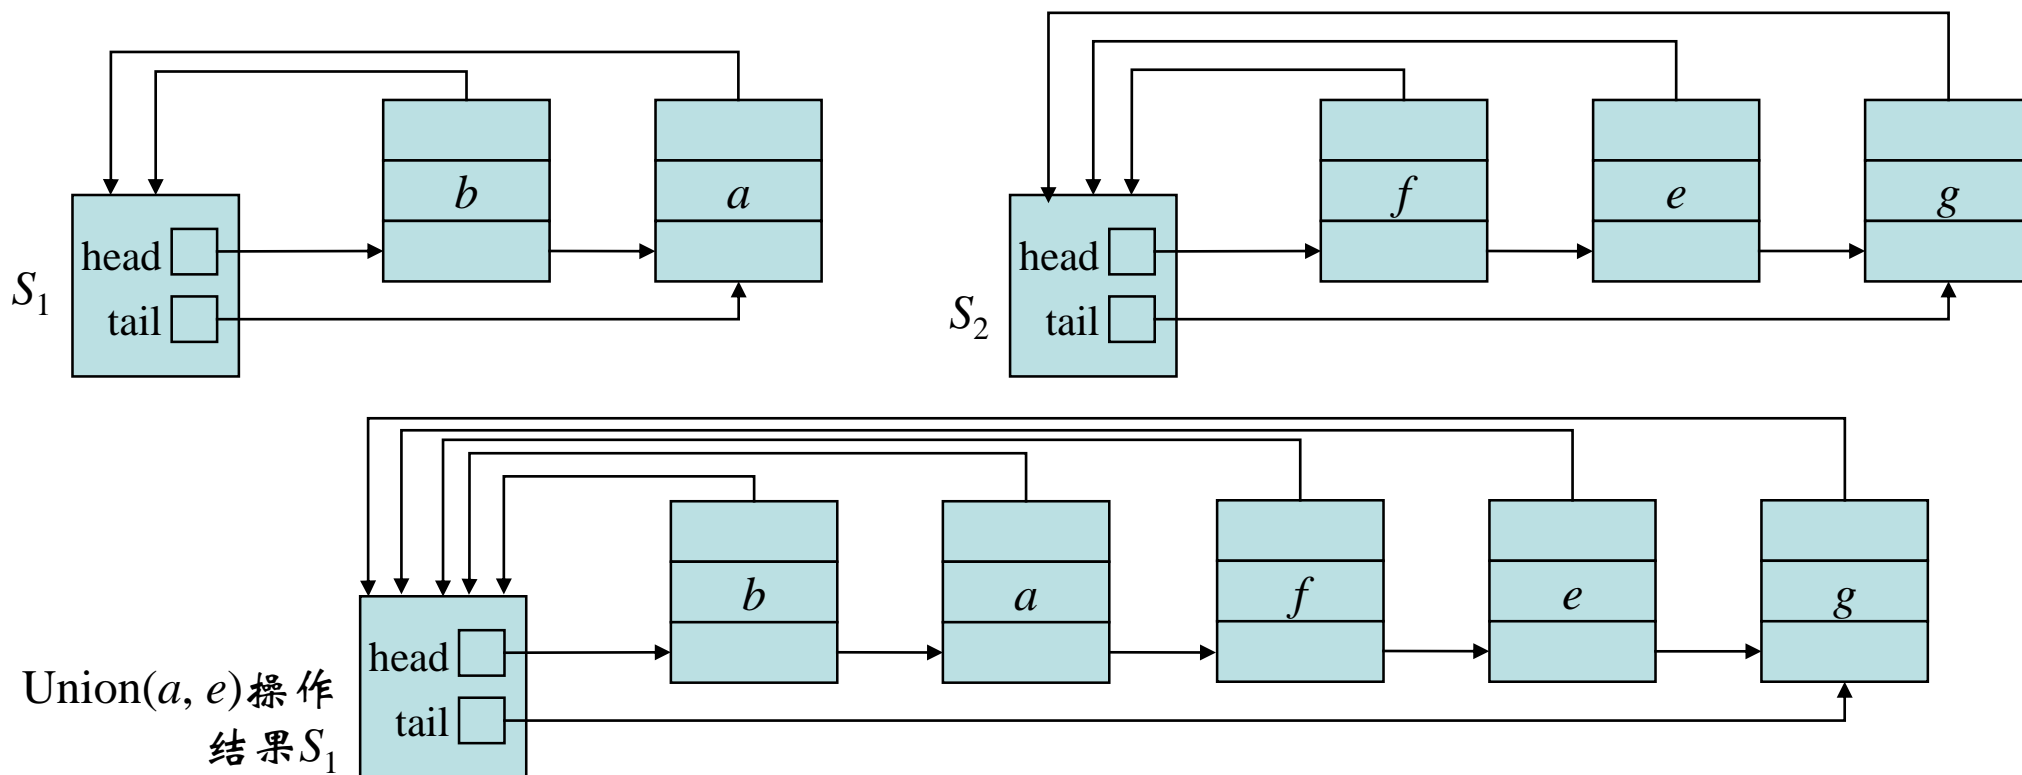 b
a
head
tail
S1
f
e
g
head
tail
S2
b
a
f
e
g
head
tail
Union(a, e)操作
结果S1